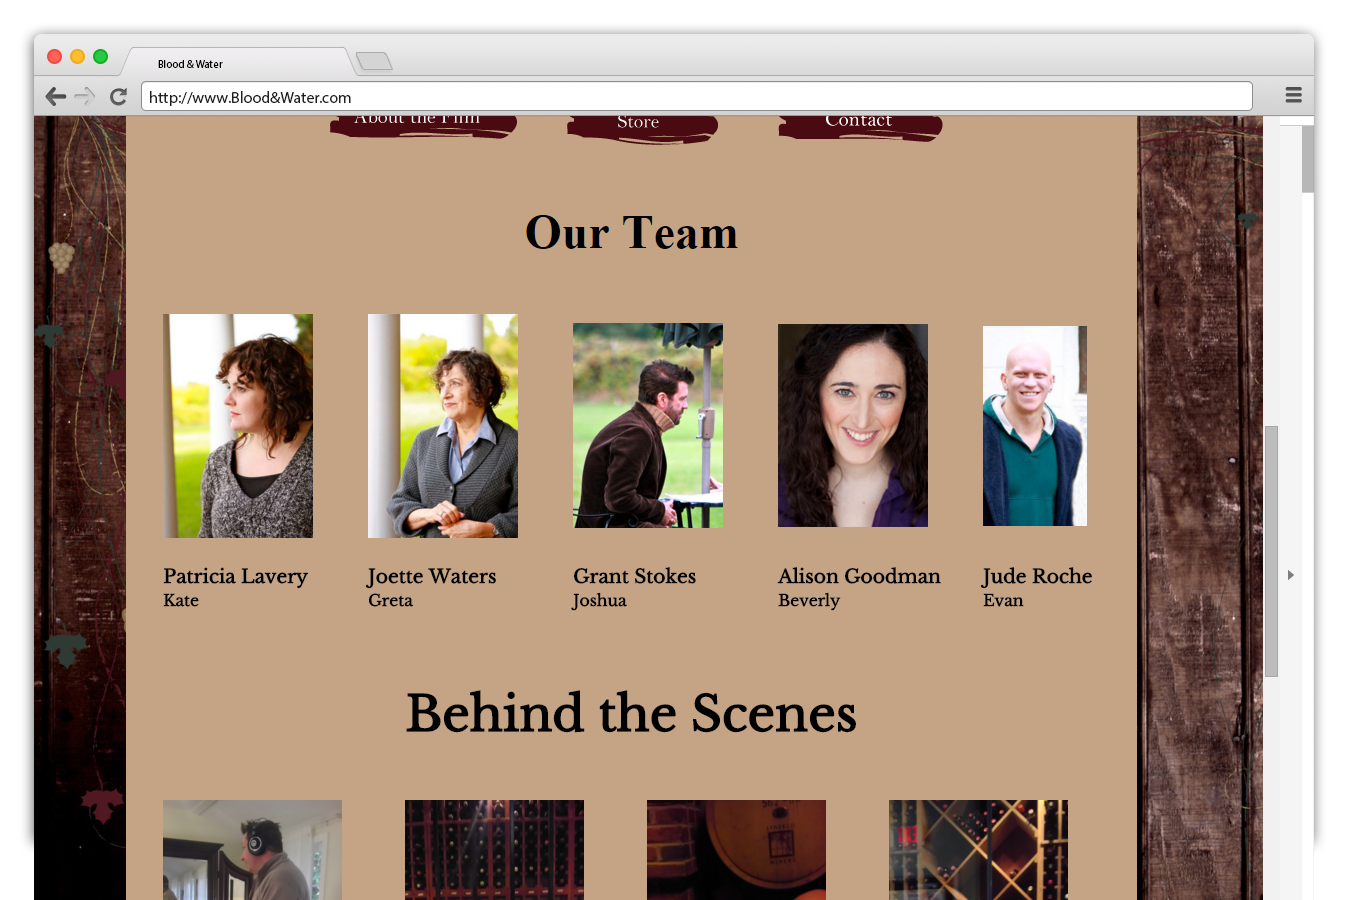 Blood & Water
http://www.Blood&Water.com
About the Film
Store
Contact
Our Team
Patricia Lavery
Kate
Joette Waters
Greta
Grant Stokes
Joshua
Alison Goodman
Beverly
Jude Roche
Evan
Behind the Scenes